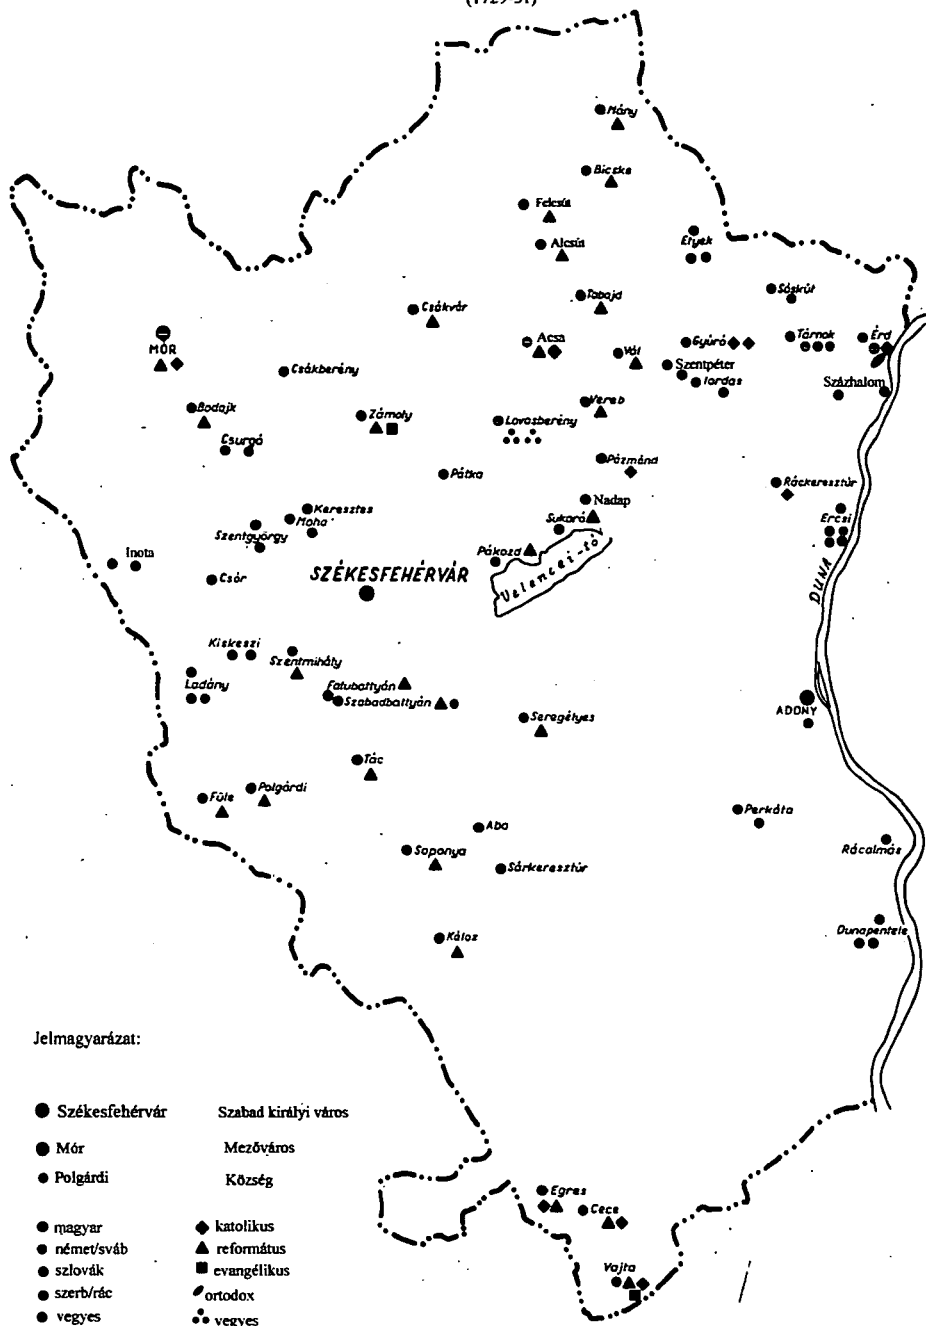 Mány
Bicske
Felcsút
Alcsút
Etyek
Tabajd
Sóskút
Csákvár
Acsa
Gyúró
Tárnok
Érd
MÓR
Vál
Szentpéter
Csákberény
Tordas
Százhalom
Bodajk
Zámoly
Vereb
Lovasberény
Csurgó
Pátka
Pázmánd
Ráckeresztúr
Keresztes
Nadap
Moha
Sukoró
Ercsi
Szentgyörgy
Inota
Pákozd
Csór
SZÉKESFEHÉRVÁR
Velencei-tó
DUNA
Kiskeszi
Szentmihály
Ladány
Falubattyán
Szabadbattyán
ADONY
Seregélyes
Tác
Füle
Polgárdi
Perkáta
Aba
Soponya
Rácalmás
Sárkeresztúr
Dunapentele
Káloz
Jelmagyarázat:
Székesfehérvár Szabad királyi város
Mór Mezőváros
Polgárdi Község
magyar katolikus
német/sváb református
szlovák evangélikus
szerb/rác ortodox
vegyes vegyes
Egres
Cece
Vajta